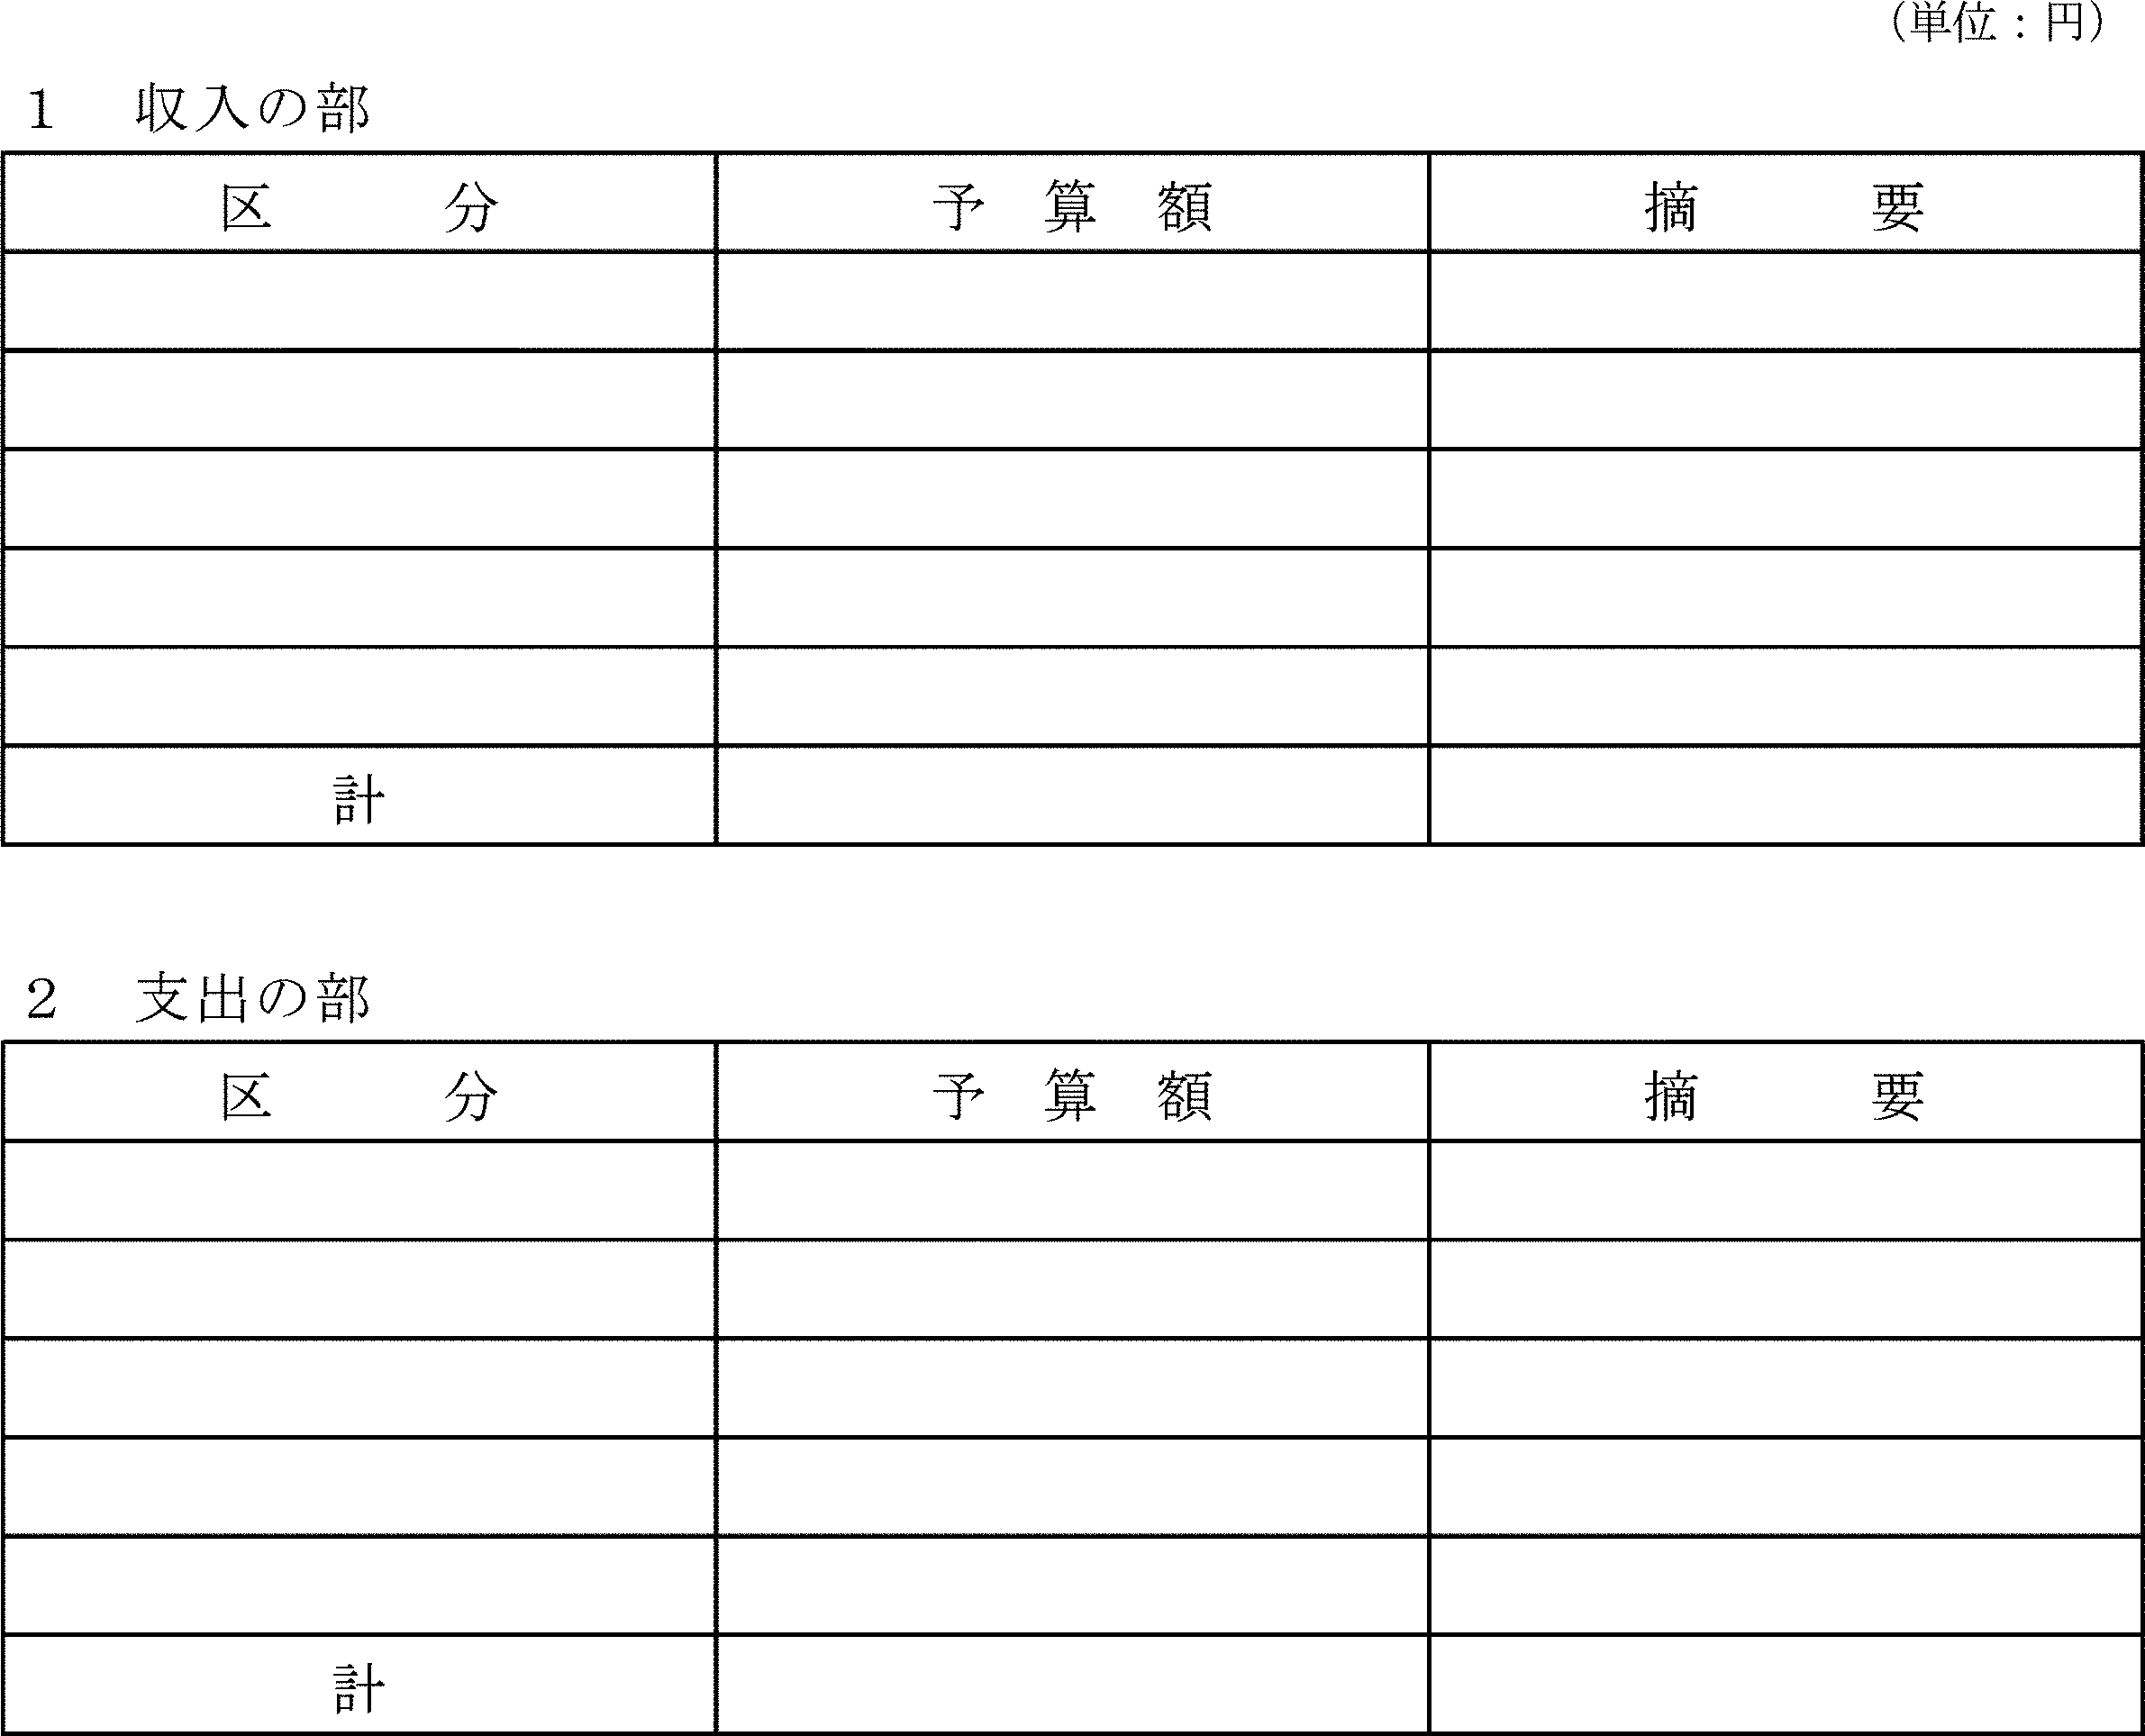 （単位：円）
１　収入の部
区　　　分　予　算　額　摘　　　要
計
２　支出の部
区　　　分　予　算　額　摘　　　要
計